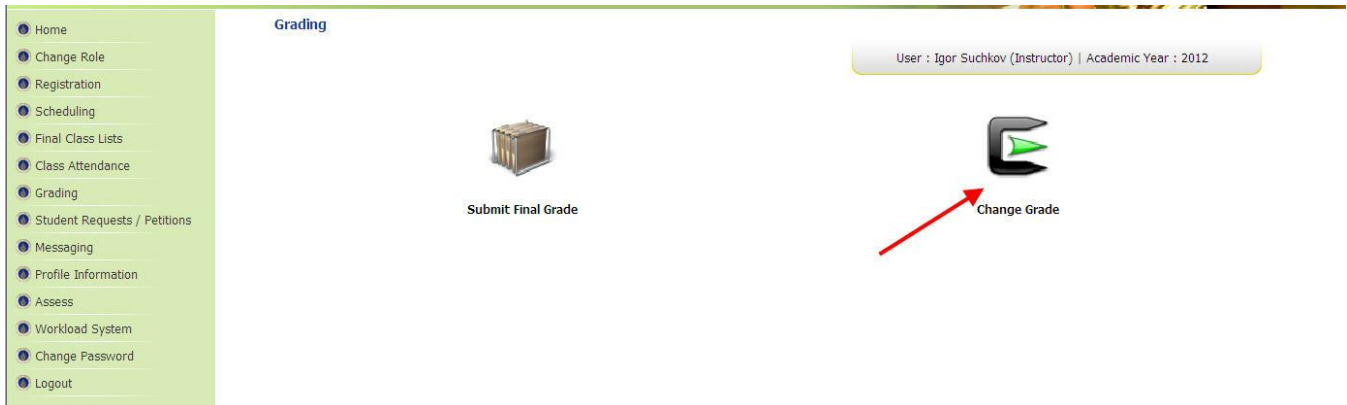 Home
Change Role
Registration
Scheduling
Final Class Lists
Class Attendance
Grading
Student Requests / Petitions
Messaging
Profile Information
Assess
Workload System
Change Password
Logout
Grading
User : Igor Suchkov (Instructor) | Academic Year : 2012
Submit Final Grade
Change Grade